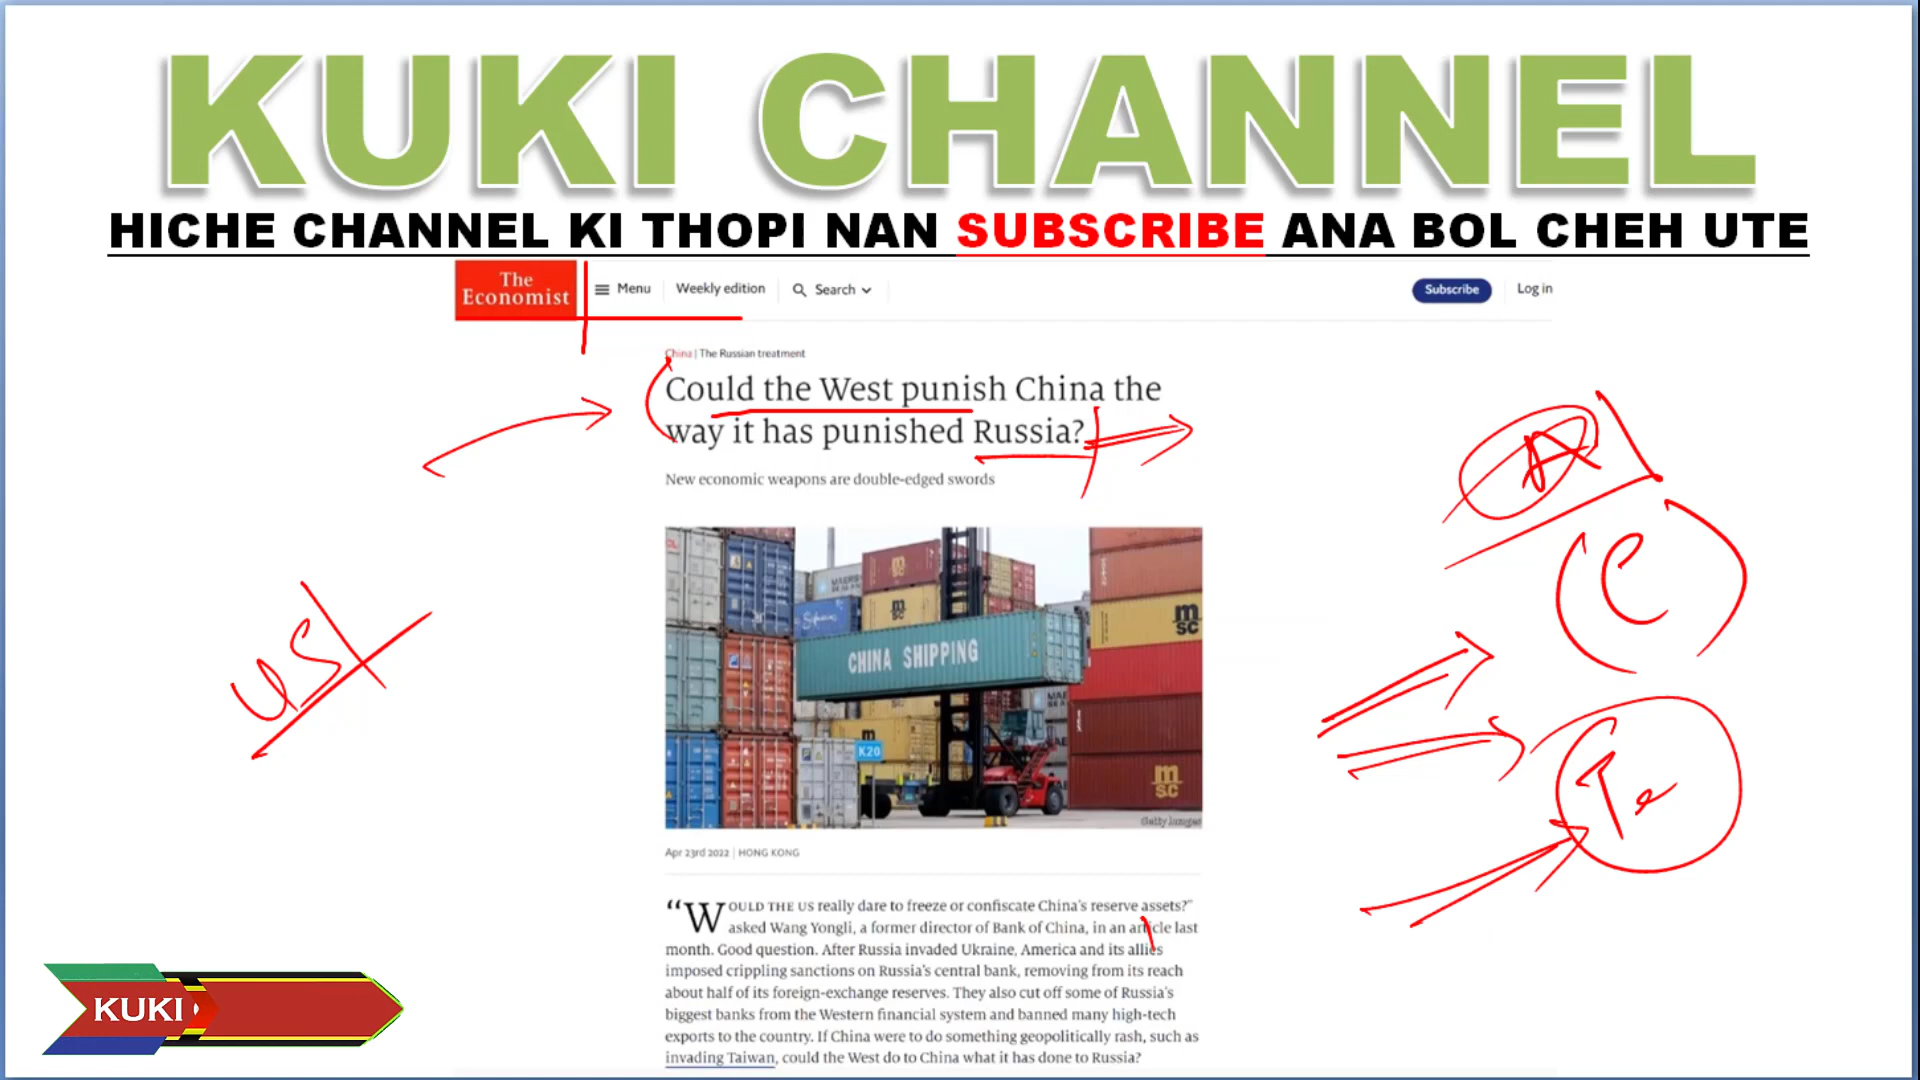 KUKI CHANNEL
HICHE CHANNEL KI THOPI NAN SUBSCRIBE ANA BOL CHEH UTE
The
Economist
Menu
Weekly edition
Search
Subscribe
Log in
China | The Russian treatment
Could the West punish China the
way it has punished Russia?
New economic weapons are double-edged swords
A
C
CHINA SHIPPING
MAERSK
msc
K20
msc
Getty Images
Apr 23rd 2022 | HONG KONG
“WOULD THE US really dare to freeze or confiscate China's reserve assets?”
asked Wang Yongli, a former director of Bank of China, in an article last
month. Good question. After Russia invaded Ukraine, America and its allies
imposed crippling sanctions on Russia's central bank, removing from its reach
about half of its foreign-exchange reserves. They also cut off some of Russia's
biggest banks from the Western financial system and banned many high-tech
exports to the country. If China were to do something geopolitically rash, such as
invading Taiwan, could the West do to China what it has done to Russia?
KUKI